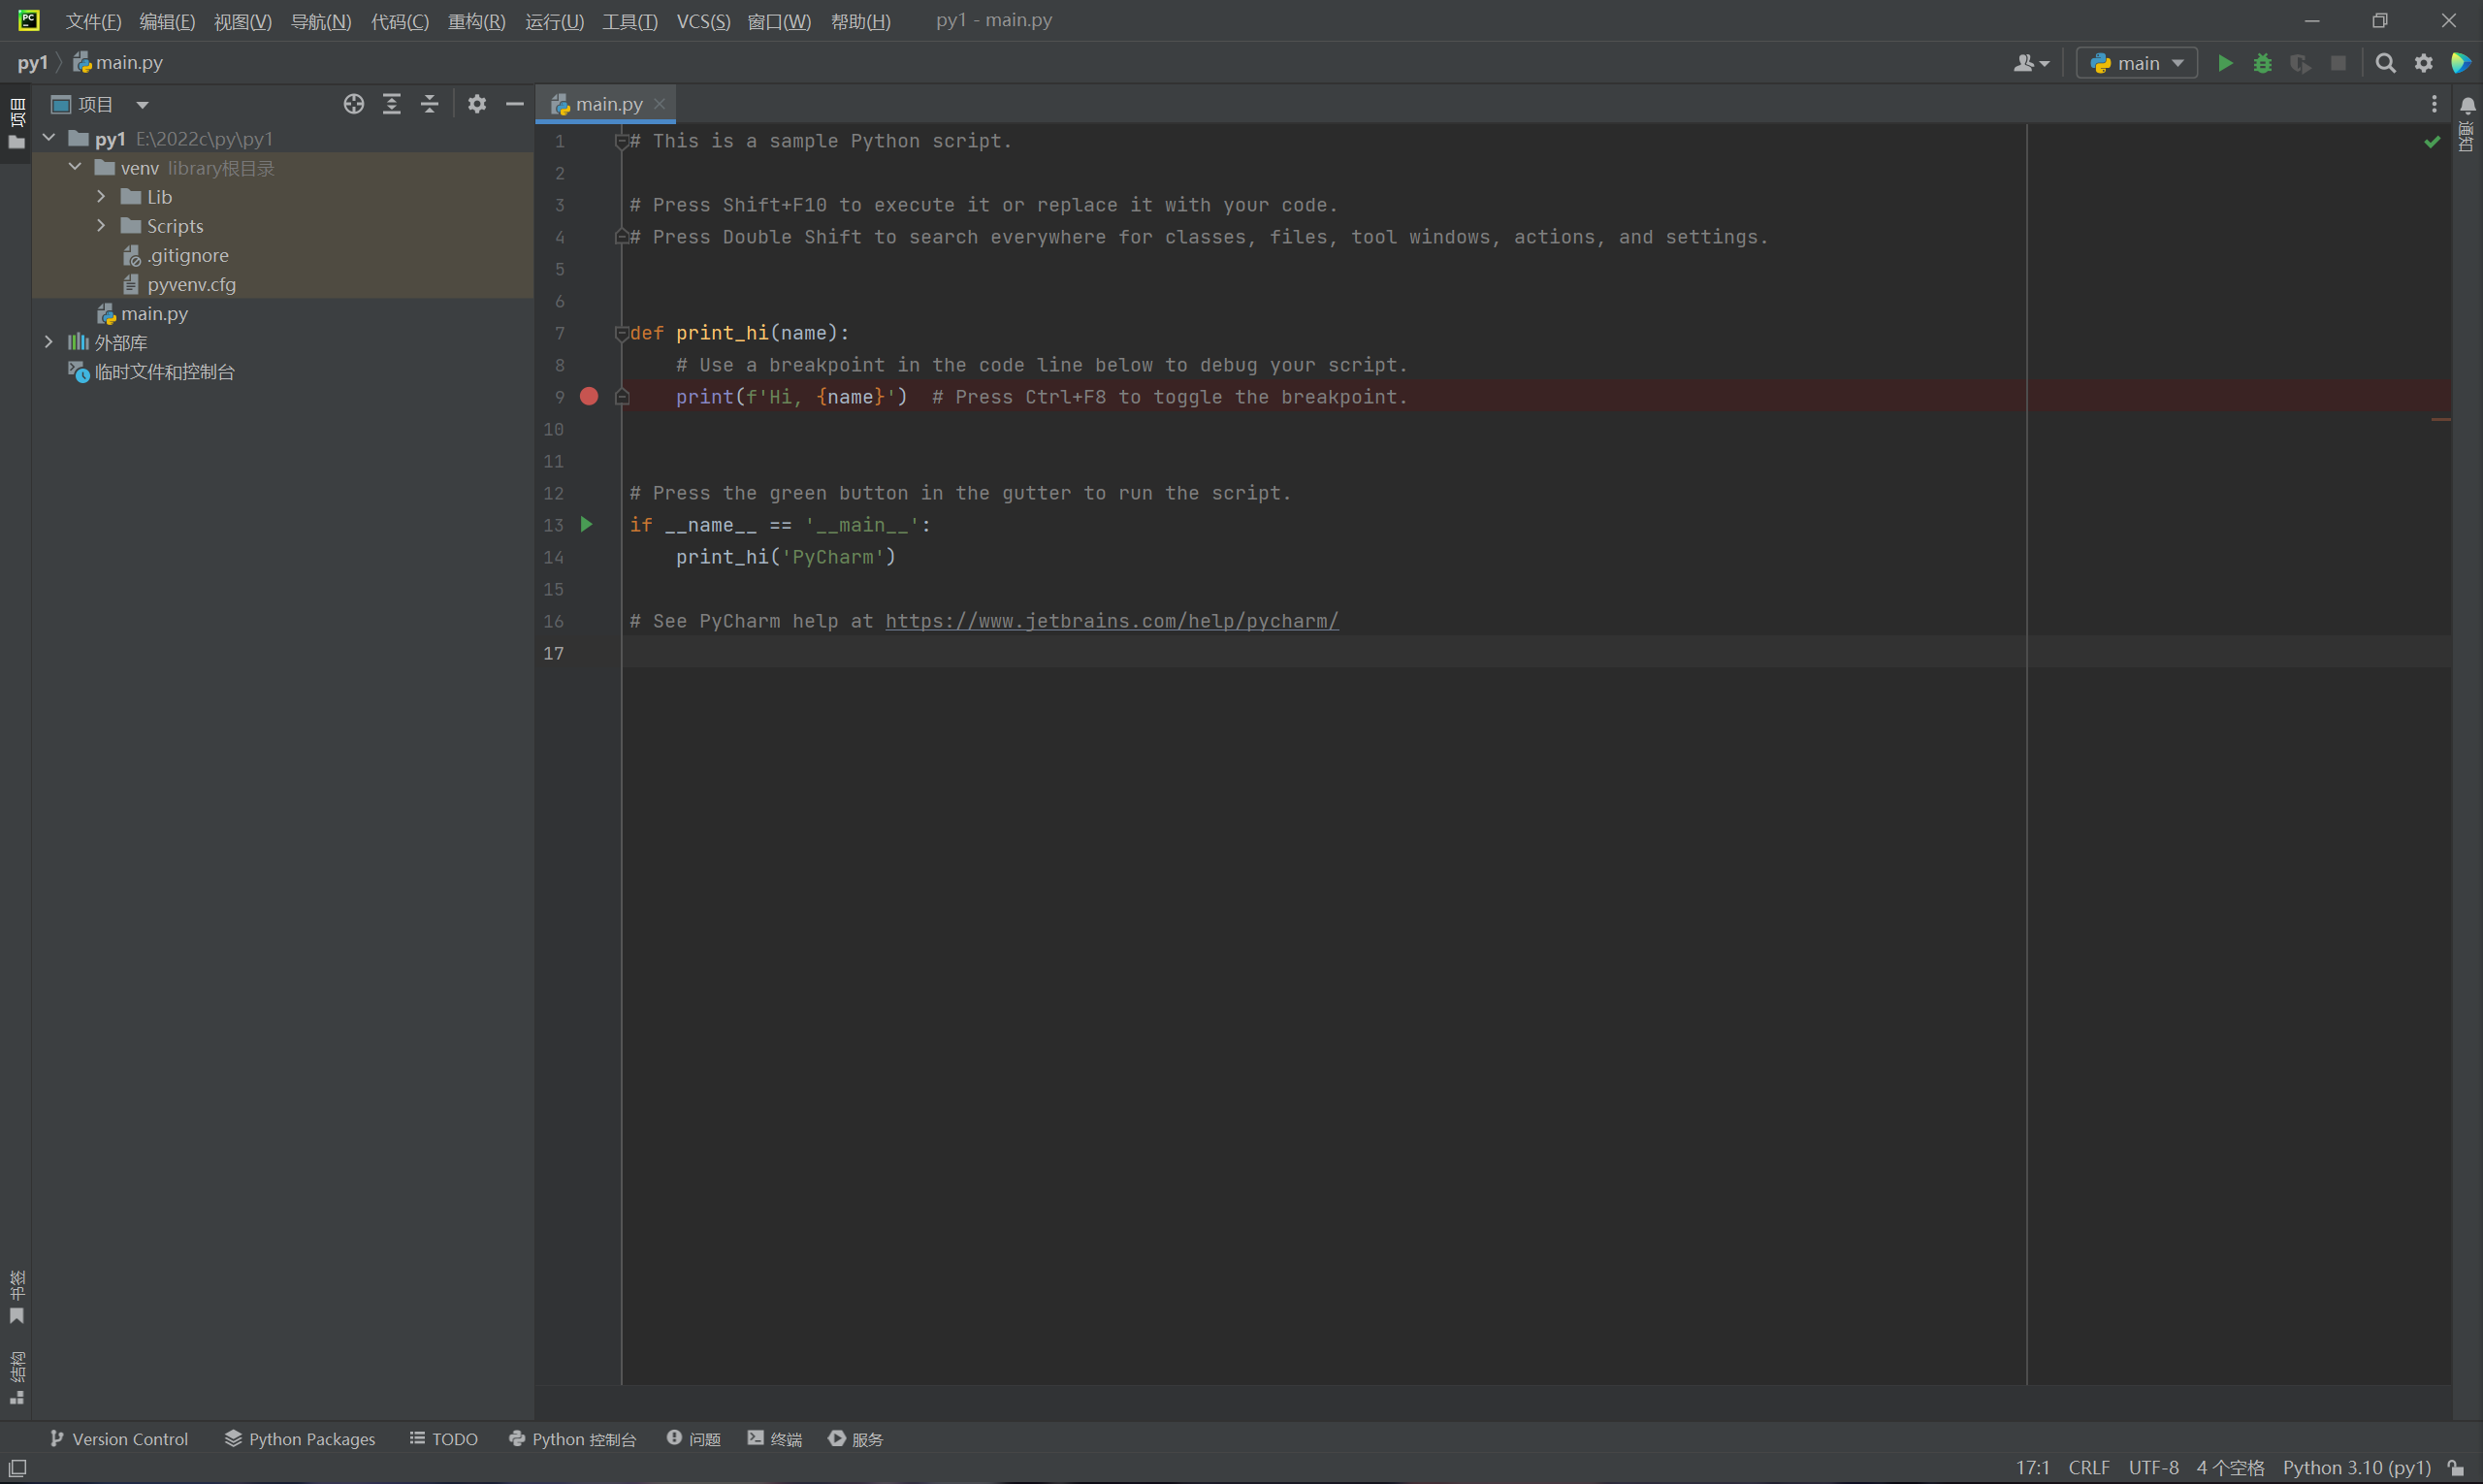 PC 文件(F) 编辑(E) 视图(V) 导航(N) 代码(C) 重构(R) 运行(U) 工具(T) VCS(S) 窗口(W) 帮助(H) py1 - main.py
py1 main.py main
项目 项目 main.py
py1 E:\2022c\py\py1
venv library根目录
Lib
Scripts
.gitignore
pyvenv.cfg
main.py
外部库
临时文件和控制台
1 # This is a sample Python script.
2
3 # Press Shift+F10 to execute it or replace it with your code.
4 # Press Double Shift to search everywhere for classes, files, tool windows, actions, and settings.
5
6
7 def print_hi(name):
8     # Use a breakpoint in the code line below to debug your script.
9     print(f'Hi, {name}')  # Press Ctrl+F8 to toggle the breakpoint.
10
11
12 # Press the green button in the gutter to run the script.
13 if __name__ == '__main__':
14     print_hi('PyCharm')
15
16 # See PyCharm help at https://www.jetbrains.com/help/pycharm/
17
通知
书签
结构
Version Control Python Packages TODO Python 控制台 问题 终端 服务
17:1 CRLF UTF-8 4 个空格 Python 3.10 (py1)